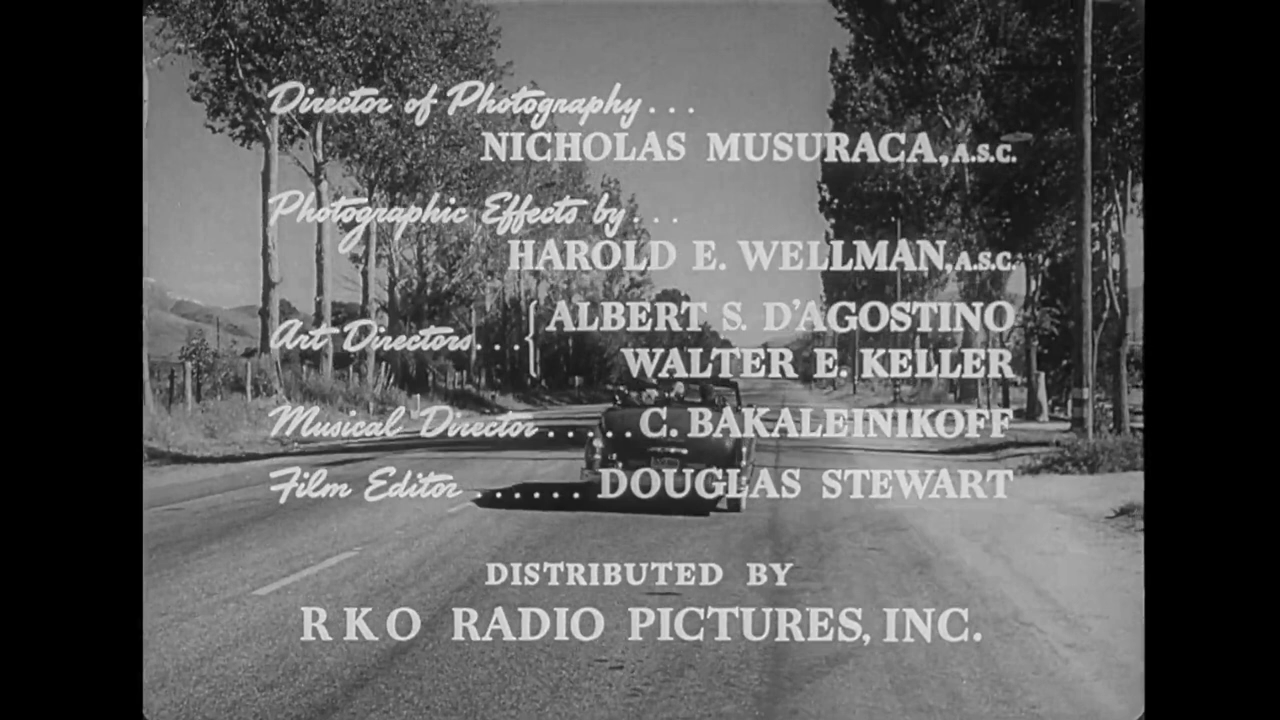 Director of Photography...
NICHOLAS MUSURACA, A.S.C.
Photographic Effects by...
HAROLD E. WELLMAN, A.S.C.
Art Directors... { ALBERT S. D'AGOSTINO
WALTER E. KELLER
Musical Director...... C. BAKALEINIKOFF
Film Editor...... DOUGLAS STEWART
DISTRIBUTED BY
RKO RADIO PICTURES, INC.